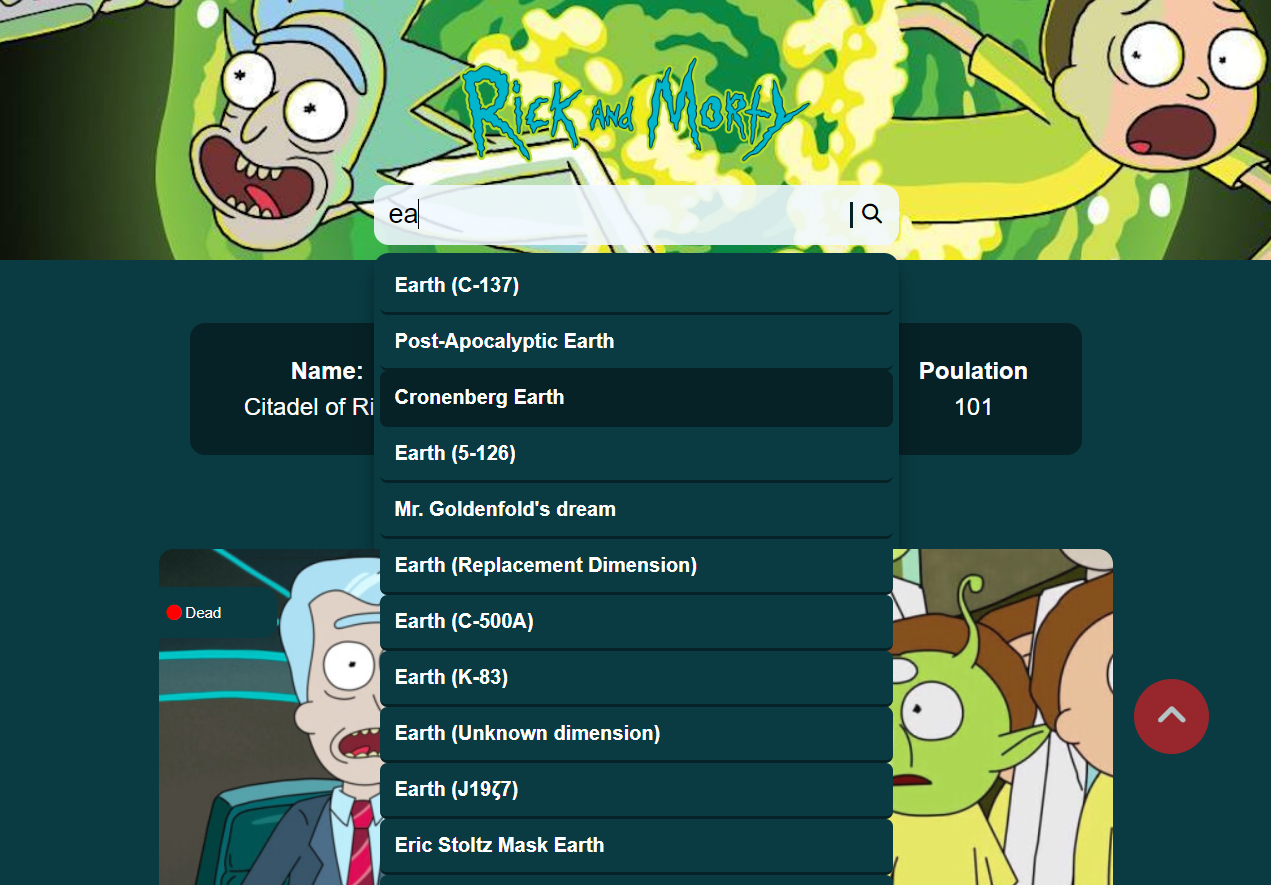 Rick and Morty
ea
Earth (C-137)
Post-Apocalyptic Earth
Name:
Poulation
Cronenberg Earth
Citadel of Ri
101
Earth (5-126)
Mr. Goldenfold's dream
Earth (Replacement Dimension)
Dead
Earth (C-500A)
Earth (K-83)
Earth (Unknown dimension)
Earth (J19ζ7)
Eric Stoltz Mask Earth